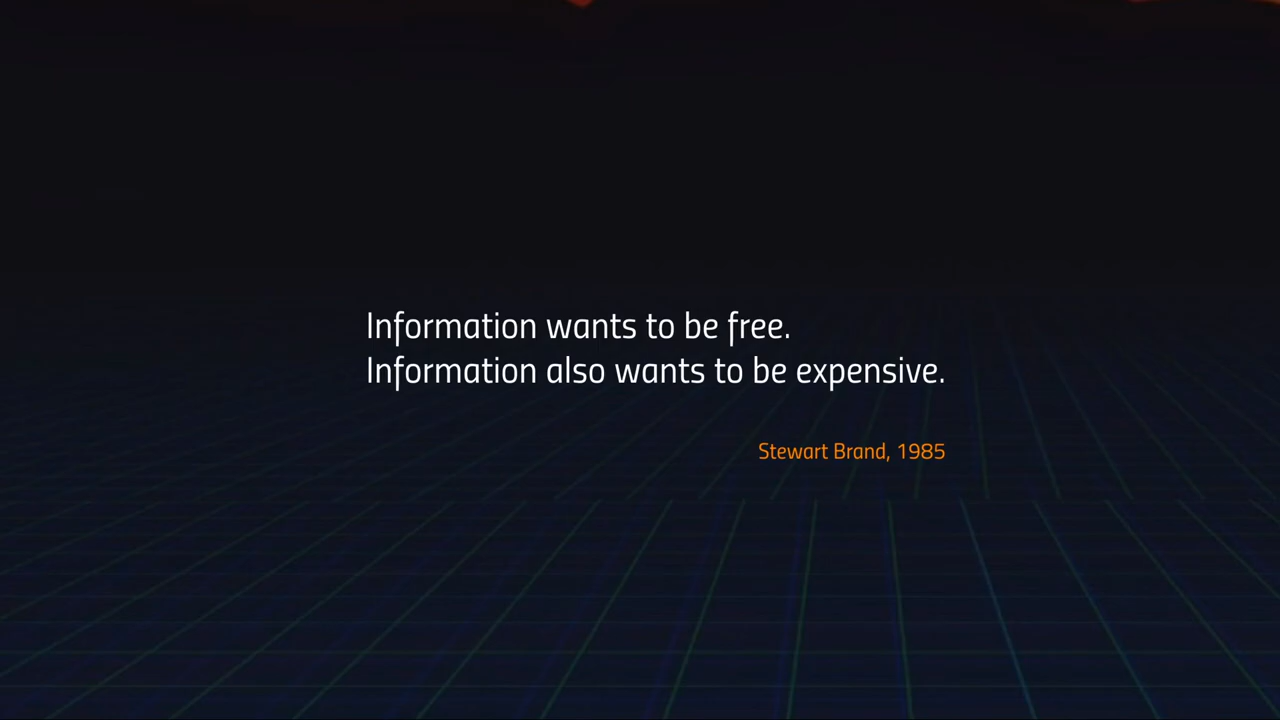 Information wants to be free.
Information also wants to be expensive.
Stewart Brand, 1985